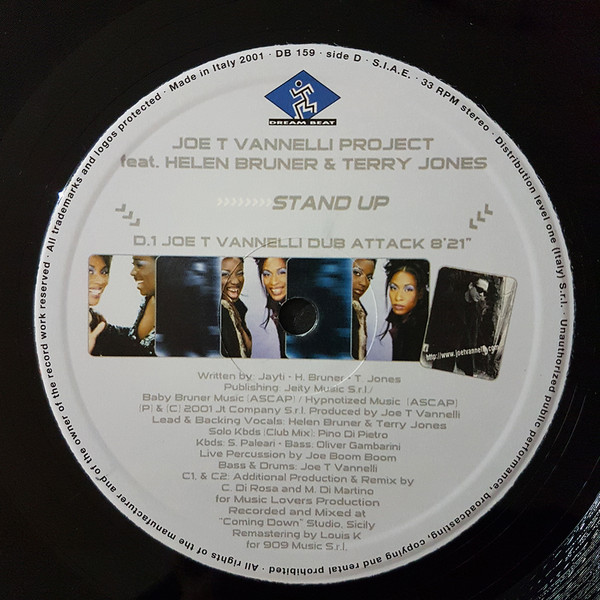 All trademarks and logos protected · Made in Italy 2001 · DB 159 · side D · S.I.A.E. · 33 RPM stereo · Distribution level one (Italy) S.r.l. · Unauthorized public performance, broadcasting, copying and rental prohibited · All rights of the manufacturer and/of the owner of the record work reserved ·
DREAM BEAT
JOE T VANNELLI PROJECT
feat. HELEN BRUNER & TERRY JONES
STAND UP
D.1 JOE T VANNELLI DUB ATTACK 8'21"
http://www.joetvannelli.com
Written by: Jayti · H. Bruner · T. Jones
Publishing: Jeity Music S.r.l./
Baby Bruner Music (ASCAP) / Hypnotized Music (ASCAP)
(P) & (C) 2001 Jt Company S.r.l. Produced by Joe T Vannelli
Lead & Backing Vocals: Helen Bruner & Terry Jones
Solo Kbds (Club Mix): Pino Di Pietro
Kbds: S. Paleari · Bass: Oliver Gambarini
Live Percussion by Joe Boom Boom
Bass & Drums: Joe T Vannelli
C1. & C2: Additional Production & Remix by
C. Di Rosa and M. Di Martino
for Music Lovers Production
Recorded and Mixed at
"Coming Down" Studio, Sicily
Remastering by Louis K
for 909 Music S.r.l.